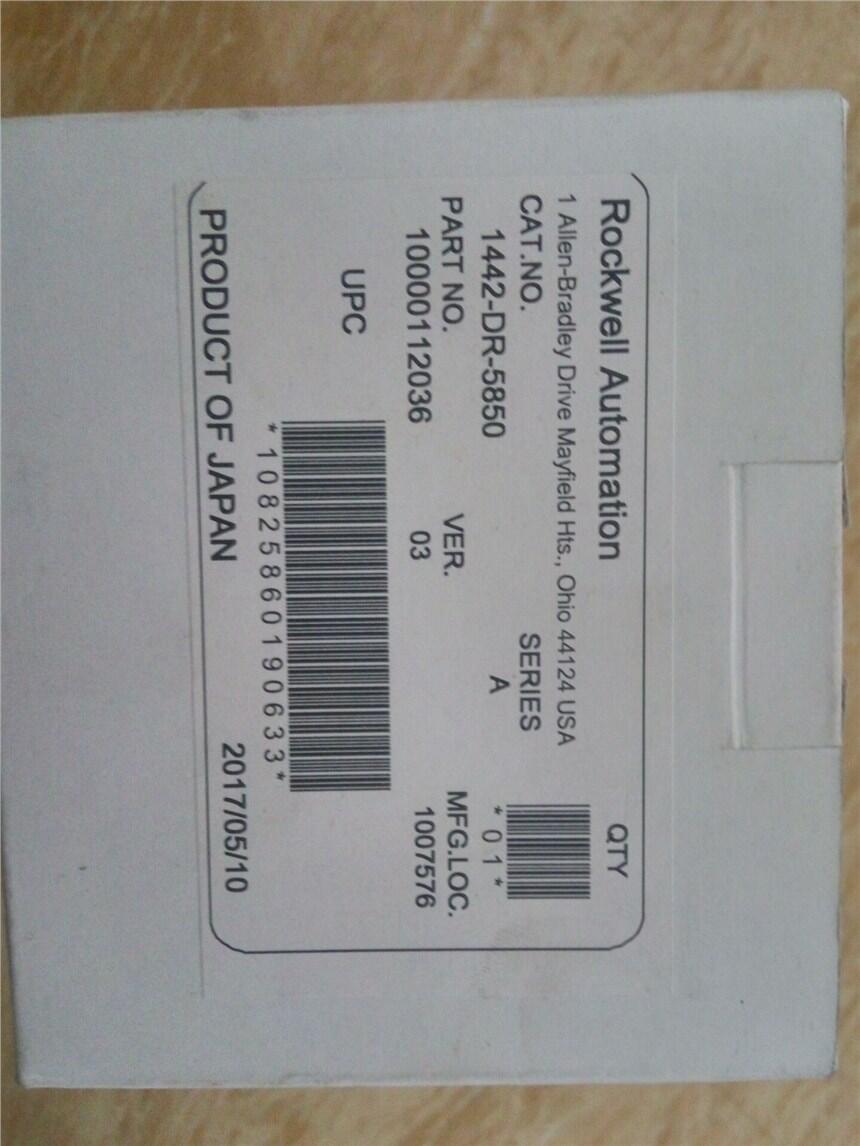 Rockwell Automation
QTY
1 Allen-Bradley Drive Mayfield Hts., Ohio 44124 USA
CAT.NO.
SERIES
*01*
1442-DR-5850
A
PART NO.
VER.
MFG.LOC.
10000112036
03
1007576
UPC
*10825860190633*
PRODUCT OF JAPAN
2017/05/10